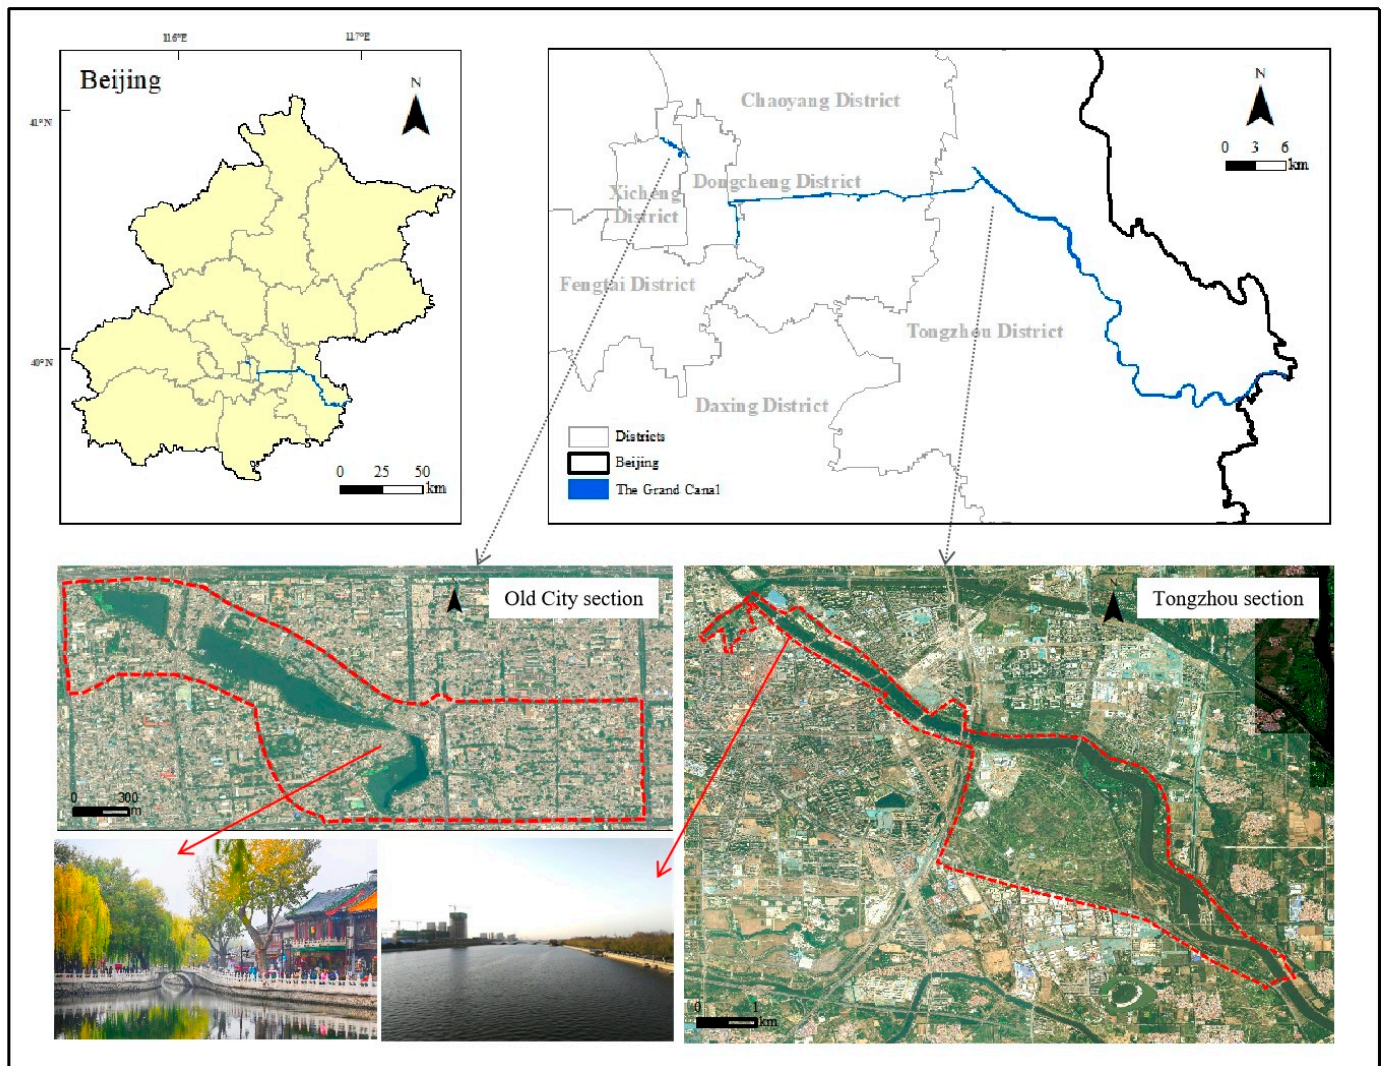 116°E
117°E
Beijing
N
41°N
40°N
0 25 50
km
Chaoyang District
N
0 3 6
km
Dongcheng District
Xicheng
District
Fengtai District
Tongzhou District
Daxing District
Districts
Beijing
The Grand Canal
Old City section
0 300
m
N
Tongzhou section
0 1
km